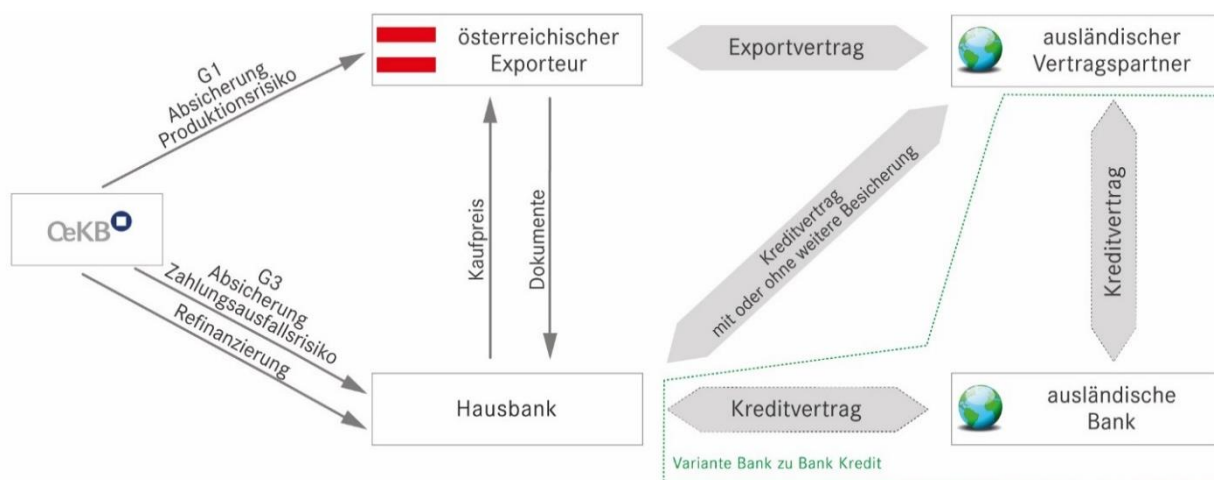 österreichischer
Exporteur
Exportvertrag
ausländischer
Vertragspartner
G1
Absicherung
Produktionsrisiko
OeKB
G3
Absicherung
Zahlungsausfallsrisiko
Refinanzierung
Kaufpreis
Dokumente
Kreditvertrag
mit oder ohne weitere Besicherung
Kreditvertrag
Hausbank
Kreditvertrag
ausländische
Bank
Variante Bank zu Bank Kredit